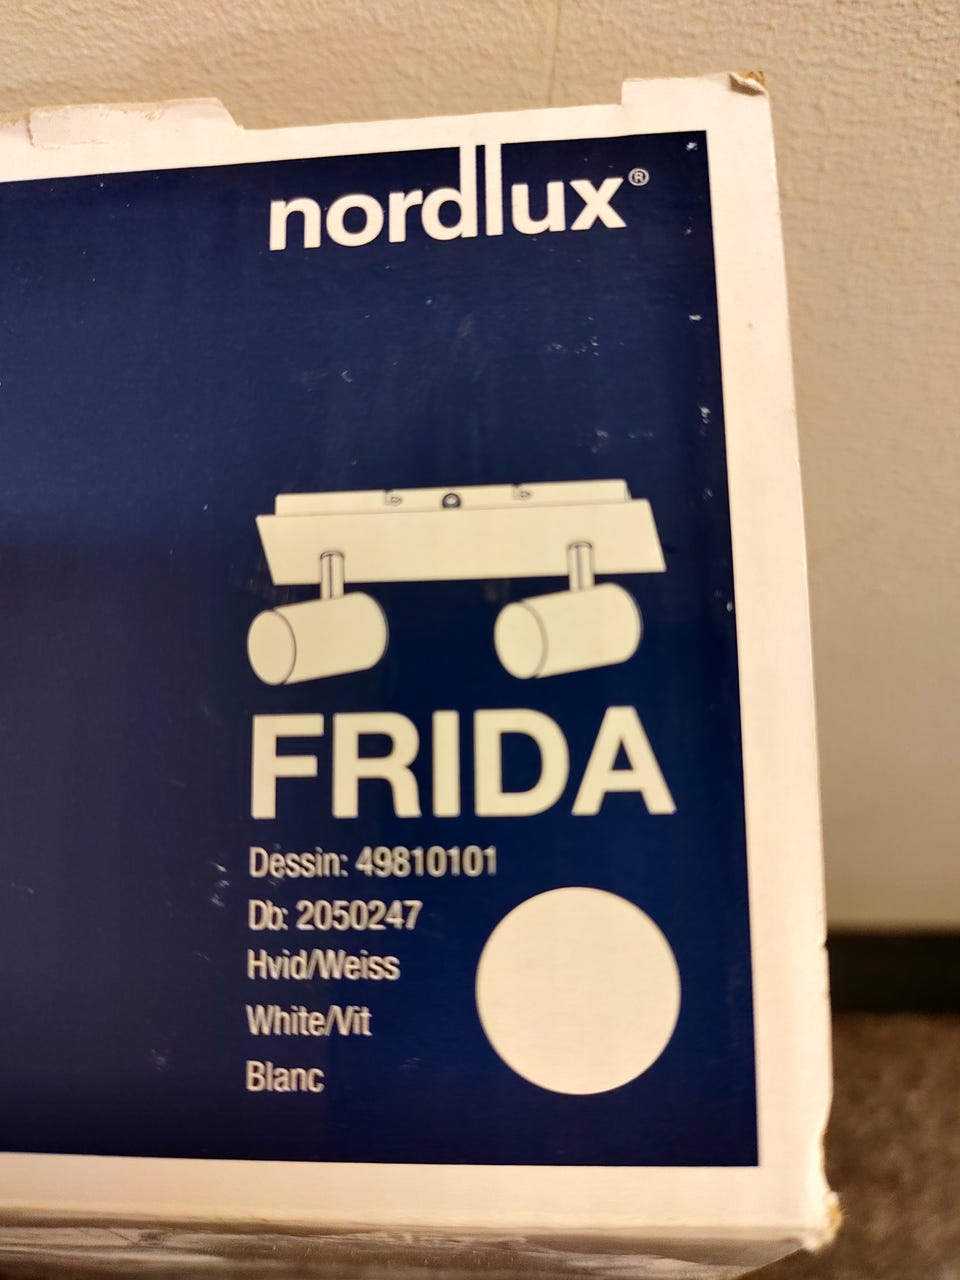 nordlux®
FRIDA
Dessin: 49810101
Db: 2050247
Hvid/Weiss
White/Vit
Blanc